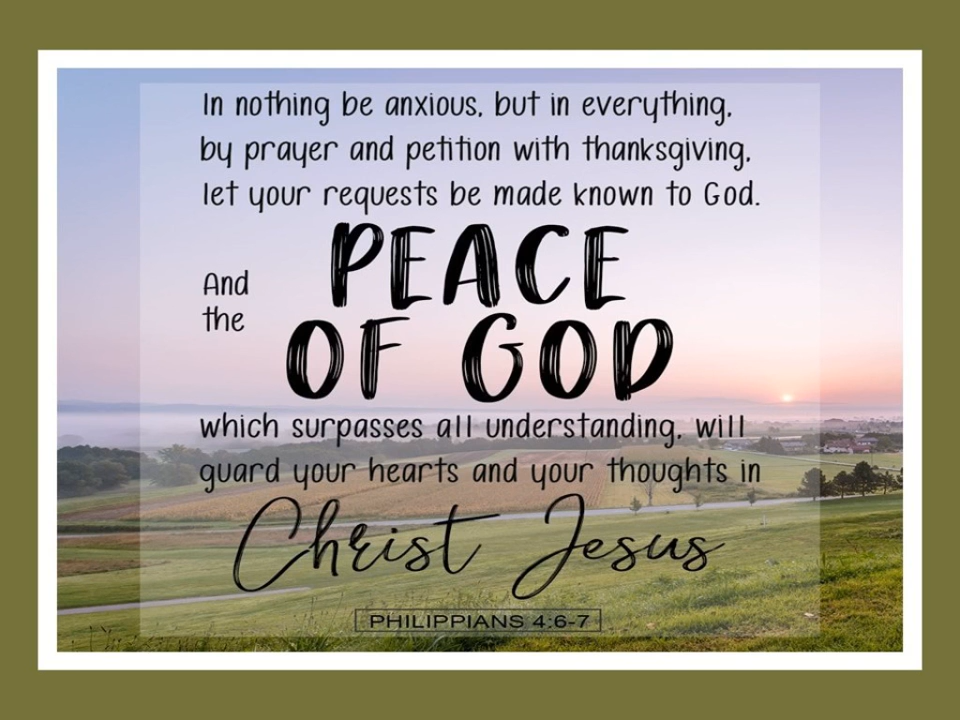 In nothing be anxious, but in everything,
by prayer and petition with thanksgiving,
let your requests be made known to God.
And
the
PEACE
OF GOD
which surpasses all understanding, will
guard your hearts and your thoughts in
Christ Jesus
PHILIPPIANS 4:6-7